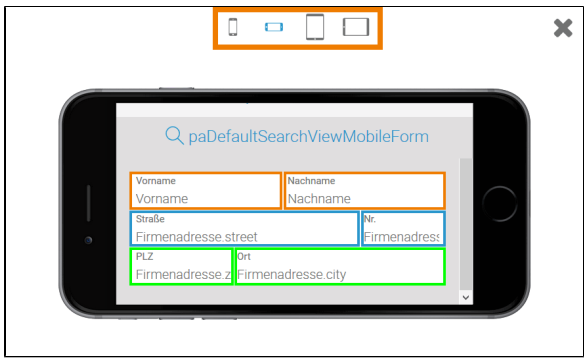 paDefaultSearchViewMobileForm
Vorname Nachname
Vorname Nachname
Straße Nr.
Firmenadresse.street Firmenadress
PLZ Ort
Firmenadresse.z Firmenadresse.city